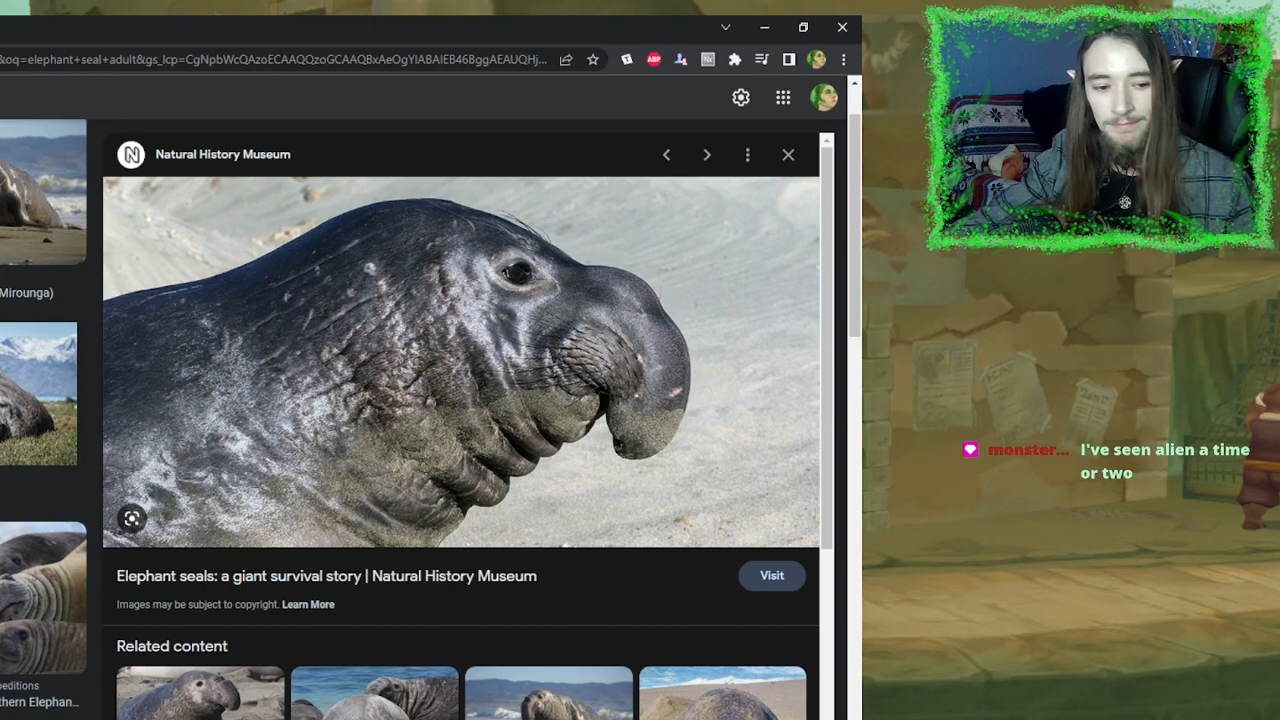 &oq=elephant+seal+adult&gs_lcp=CgNpbWcQAzoECAAQQzoGCAAQBxAeOgYIABAIEB46BggAEAUQHj...
ABP
Natural History Museum
Mirounga)
Elephant seals: a giant survival story | Natural History Museum
Visit
Images may be subject to copyright. Learn More
Related content
peditions
thern Elephan...
monster... I've seen alien a time
or two